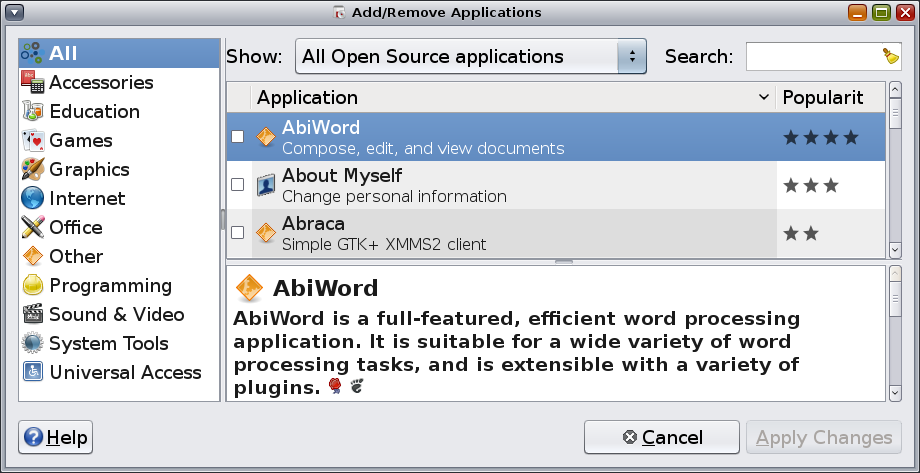 Add/Remove Applications
All
Accessories
Education
Games
Graphics
Internet
Office
Other
Programming
Sound & Video
System Tools
Universal Access
Show: All Open Source applications Search:
Application Popularit
AbiWord
Compose, edit, and view documents
About Myself
Change personal information
Abraca
Simple GTK+ XMMS2 client
AbiWord
AbiWord is a full-featured, efficient word processing
application. It is suitable for a wide variety of word
processing tasks, and is extensible with a variety of
plugins.
Help Cancel Apply Changes